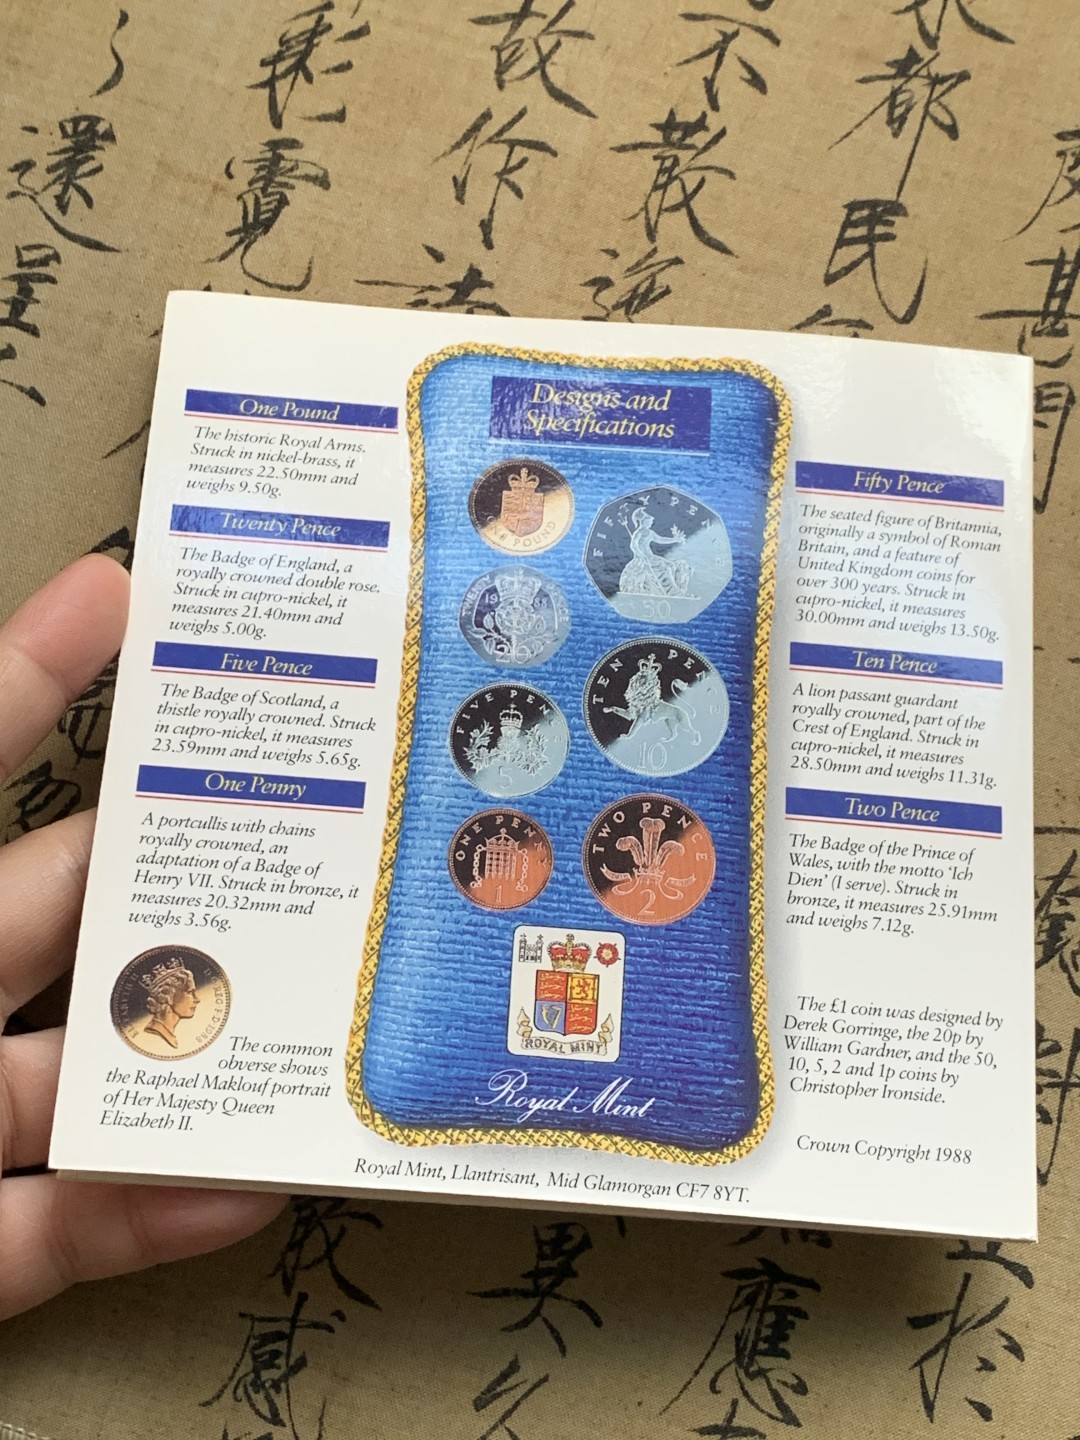 Designs and
Specifications
One Pound
The historic Royal Arms.
Struck in nickel-brass, it
measures 22.50mm and
weighs 9.50g.
Twenty Pence
The Badge of England, a
royally crowned double rose.
Struck in cupro-nickel, it
measures 21.40mm and
weighs 5.00g.
Five Pence
The Badge of Scotland, a
thistle royally crowned. Struck
in cupro-nickel, it measures
23.59mm and weighs 5.65g.
One Penny
A portcullis with chains
royally crowned, an
adaptation of a Badge of
Henry VII. Struck in bronze, it
measures 20.32mm and
weighs 3.56g.
The common
obverse shows
the Raphael Maklouf portrait
of Her Majesty Queen
Elizabeth II.
ONE POUND
FIFTY PENCE
50
TWENTY PENCE
20
FIVE PENCE
5
TEN PENCE
10
ONE PENNY
1
TWO PENCE
2
ROYAL MINT
Royal Mint
Fifty Pence
The seated figure of Britannia,
originally a symbol of Roman
Britain, and a feature of
United Kingdom coins for
over 300 years. Struck in
cupro-nickel, it measures
30.00mm and weighs 13.50g.
Ten Pence
A lion passant guardant
royally crowned, part of the
Crest of England. Struck in
cupro-nickel, it measures
28.50mm and weighs 11.31g.
Two Pence
The Badge of the Prince of
Wales, with the motto ‘Ich
Dien’ (I serve). Struck in
bronze, it measures 25.91mm
and weighs 7.12g.
The £1 coin was designed by
Derek Gorringe, the 20p by
William Gardner, and the 50,
10, 5, 2 and 1p coins by
Christopher Ironside.
Crown Copyright 1988
Royal Mint, Llantrisant, Mid Glamorgan CF7 8YT.
都民
不散
故作
還
感
異
應
於